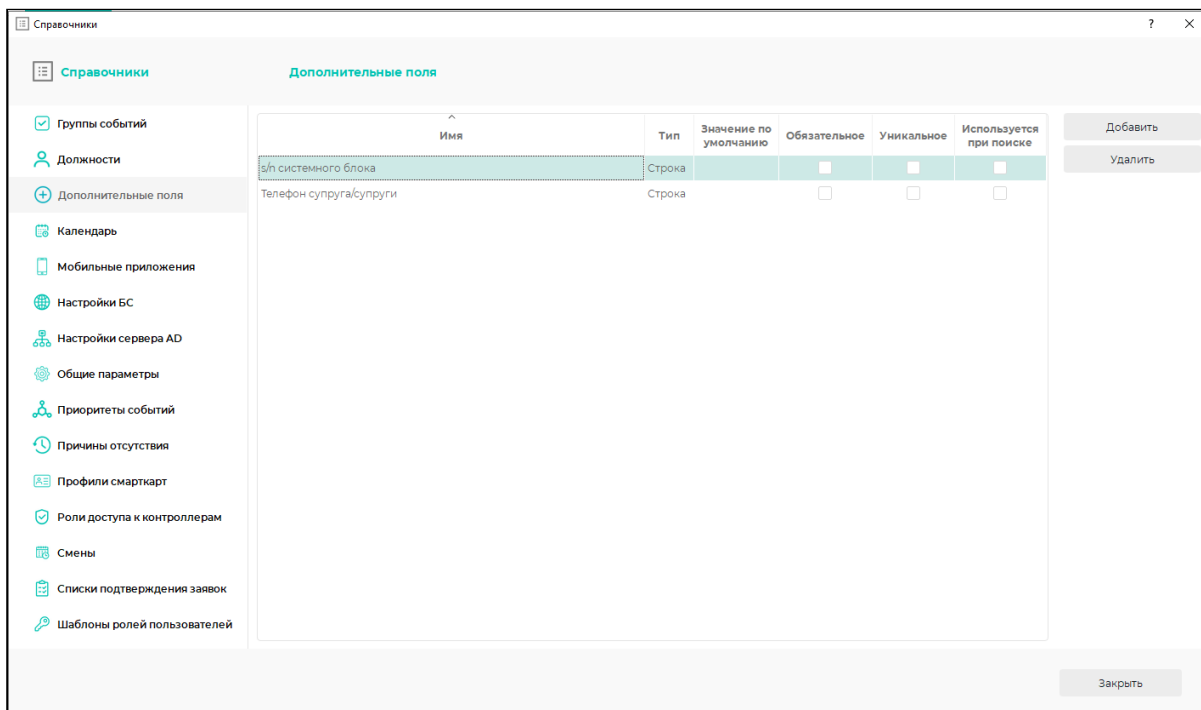 Справочники
?
Справочники
Дополнительные поля
Группы событий
Должности
Дополнительные поля
Календарь
Мобильные приложения
Настройки БС
Настройки сервера AD
Общие параметры
Приоритеты событий
Причины отсутствия
Профили смарткарт
Роли доступа к контроллерам
Смены
Списки подтверждения заявок
Шаблоны ролей пользователей
Имя
Тип
Значение по
умолчанию
Обязательное
Уникальное
Используется
при поиске
s/n системного блока
Строка
Телефон супруга/супруги
Строка
Добавить
Удалить
Закрыть